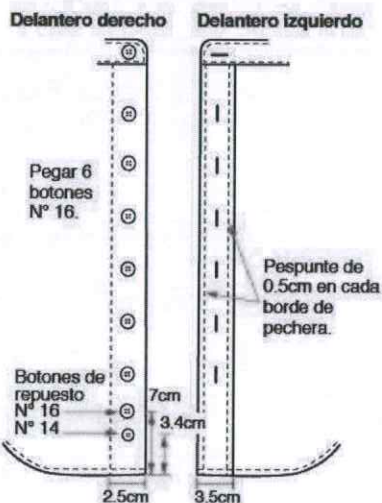 Delantero derecho
Delantero izquierdo
Pegar 6
botones
Nº 16.
Pespunte de
0.5cm en cada
borde de
pechera.
Botones de
repuesto
Nº 16
Nº 14
7cm
3.4cm
2.5cm
3.5cm